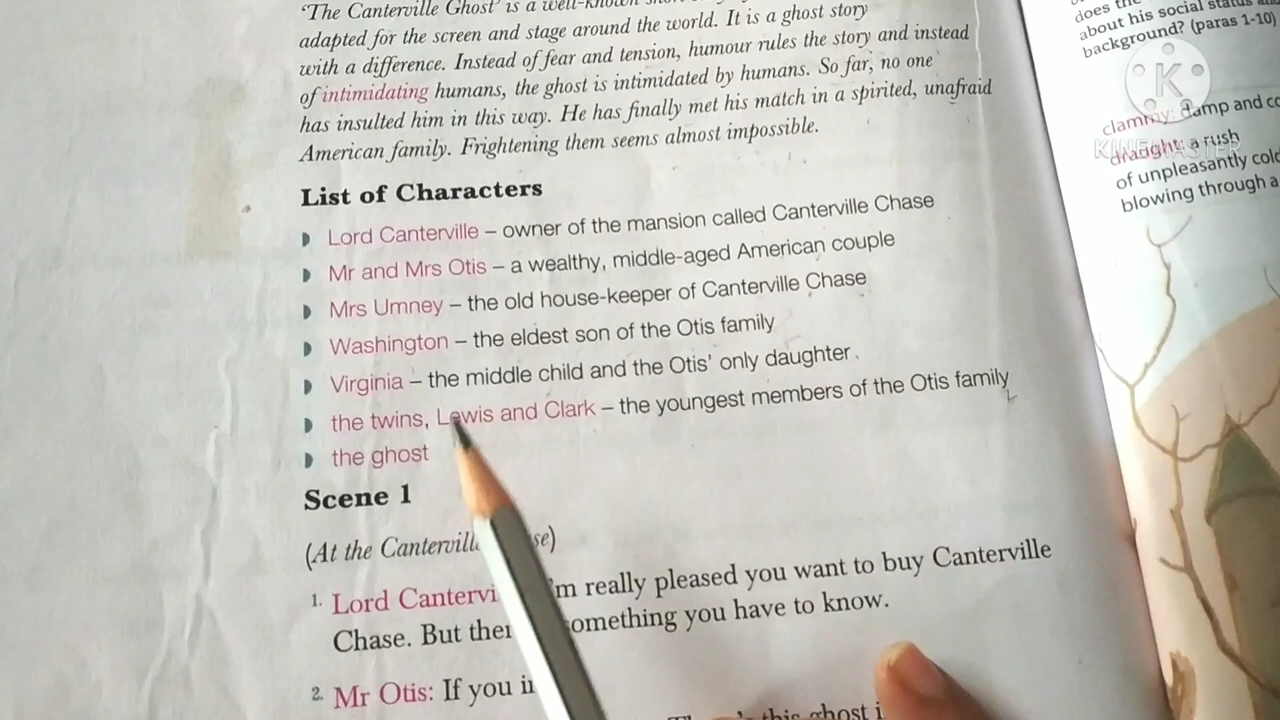 'The Canterville Ghost' is a well-known
adapted for the screen and stage around the world. It is a ghost story
with a difference. Instead of fear and tension, humour rules the story and instead
of intimidating humans, the ghost is intimidated by humans. So far, no one
has insulted him in this way. He has finally met his match in a spirited, unafraid
American family. Frightening them seems almost impossible.
List of Characters
Lord Canterville – owner of the mansion called Canterville Chase
Mr and Mrs Otis – a wealthy, middle-aged American couple
Mrs Umney – the old house-keeper of Canterville Chase
Washington – the eldest son of the Otis family
Virginia – the middle child and the Otis' only daughter
the twins, Lewis and Clark – the youngest members of the Otis family
the ghost
Scene 1
(At the
1. Lord I'm really pleased you want to buy Canterville
Chase. But something you have to know.
2. Mr Otis: If you
this ghost
does the
about his social status and
background? (paras 1-10)
K
KINEMASTER
clammy: damp and
draught: a rush
of unpleasantly cold
blowing through a